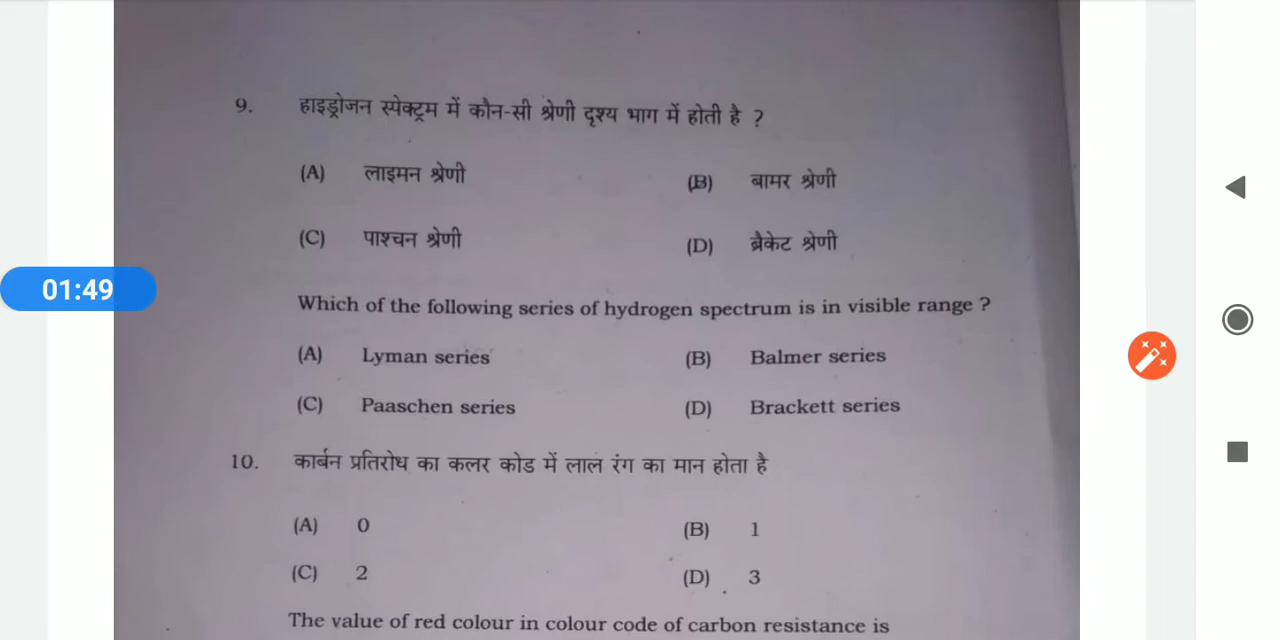 9. हाइड्रोजन स्पेक्ट्रम में कौन-सी श्रेणी दृश्य भाग में होती है ?
(A) लाइमन श्रेणी (B) बामर श्रेणी
(C) पाश्चन श्रेणी (D) ब्रैकेट श्रेणी
01:49
Which of the following series of hydrogen spectrum is in visible range ?
(A) Lyman series (B) Balmer series
(C) Paaschen series (D) Brackett series
10. कार्बन प्रतिरोध का कलर कोड में लाल रंग का मान होता है
(A) 0 (B) 1
(C) 2 (D) 3
The value of red colour in colour code of carbon resistance is